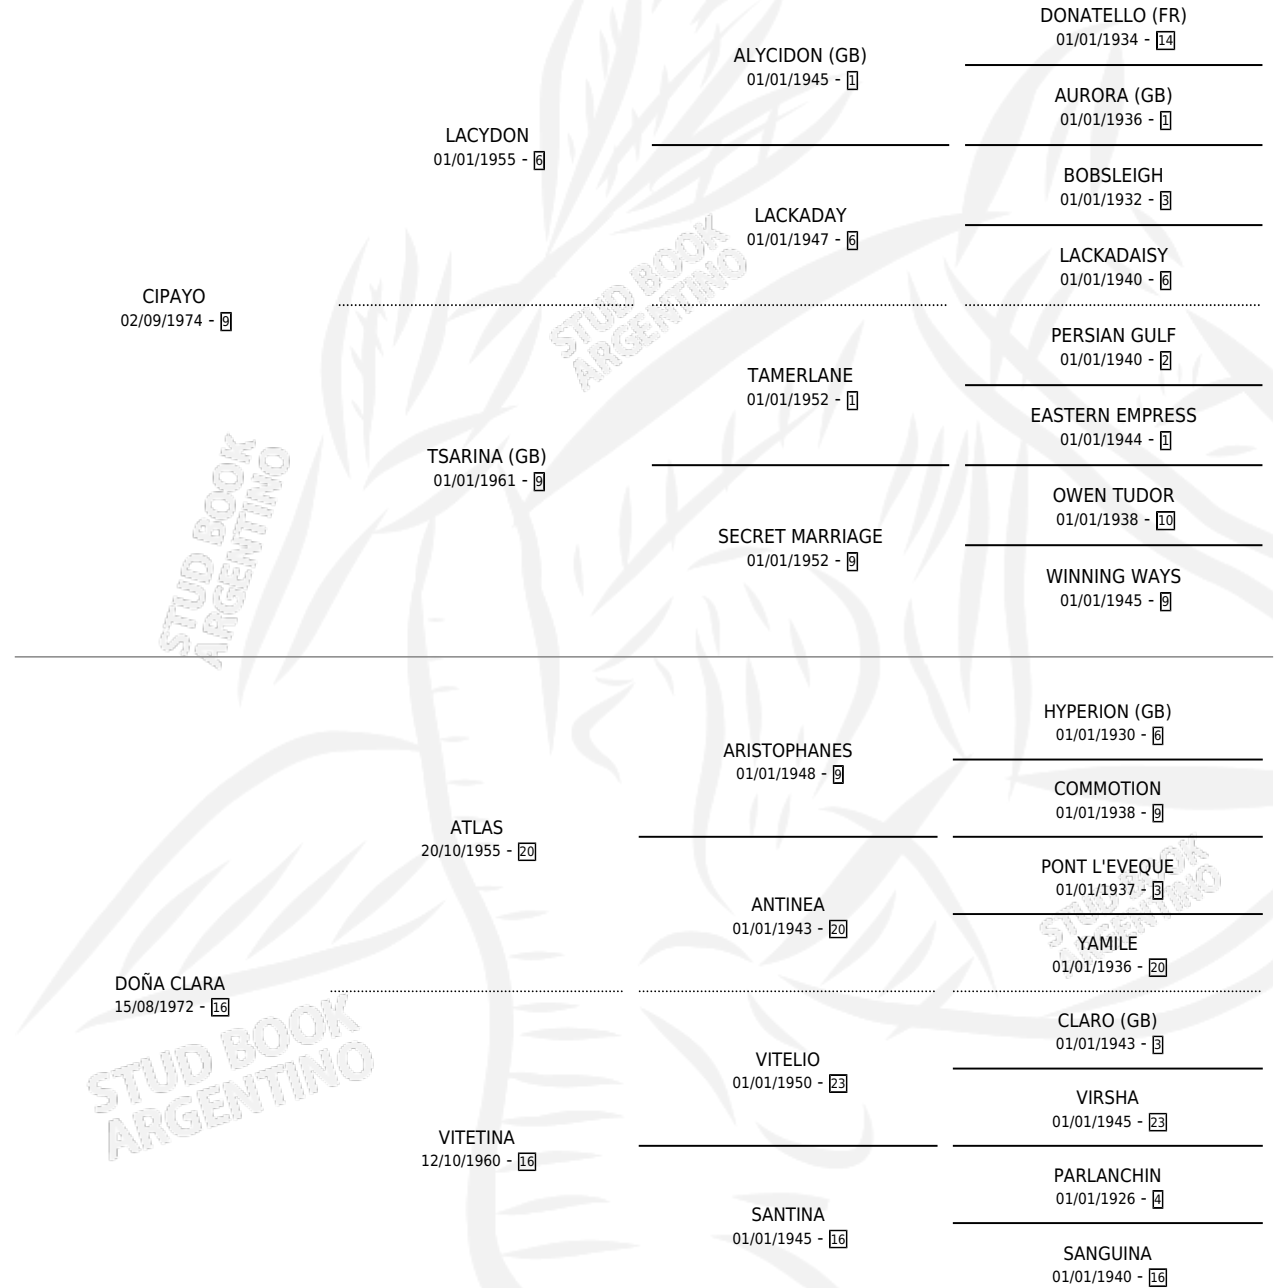 DONATELLO (FR)
01/01/1934 - 14
ALYCIDON (GB)
01/01/1945 - 1
AURORA (GB)
01/01/1936 - 1
LACYDON
01/01/1955 - 6
BOBSLEIGH
01/01/1932 - 3
LACKADAY
01/01/1947 - 6
LACKADAISY
01/01/1940 - 6
CIPAYO
02/09/1974 - 9
PERSIAN GULF
01/01/1940 - 2
TAMERLANE
01/01/1952 - 1
EASTERN EMPRESS
01/01/1944 - 1
TSARINA (GB)
01/01/1961 - 9
OWEN TUDOR
01/01/1938 - 10
SECRET MARRIAGE
01/01/1952 - 9
WINNING WAYS
01/01/1945 - 9
HYPERION (GB)
01/01/1930 - 6
ARISTOPHANES
01/01/1948 - 9
COMMOTION
01/01/1938 - 9
ATLAS
20/10/1955 - 20
PONT L'EVEQUE
01/01/1937 - 3
ANTINEA
01/01/1943 - 20
YAMILE
01/01/1936 - 20
DOÑA CLARA
15/08/1972 - 16
CLARO (GB)
01/01/1943 - 3
VITELIO
01/01/1950 - 23
VIRSHA
01/01/1945 - 23
VITETINA
12/10/1960 - 16
PARLANCHIN
01/01/1926 - 4
SANTINA
01/01/1945 - 16
SANGUINA
01/01/1940 - 16
STUD BOOK
ARGENTINO
STUD BOOK
ARGENTINO
STUD BOOK
ARGENTINO
STUD BOOK
ARGENTINO